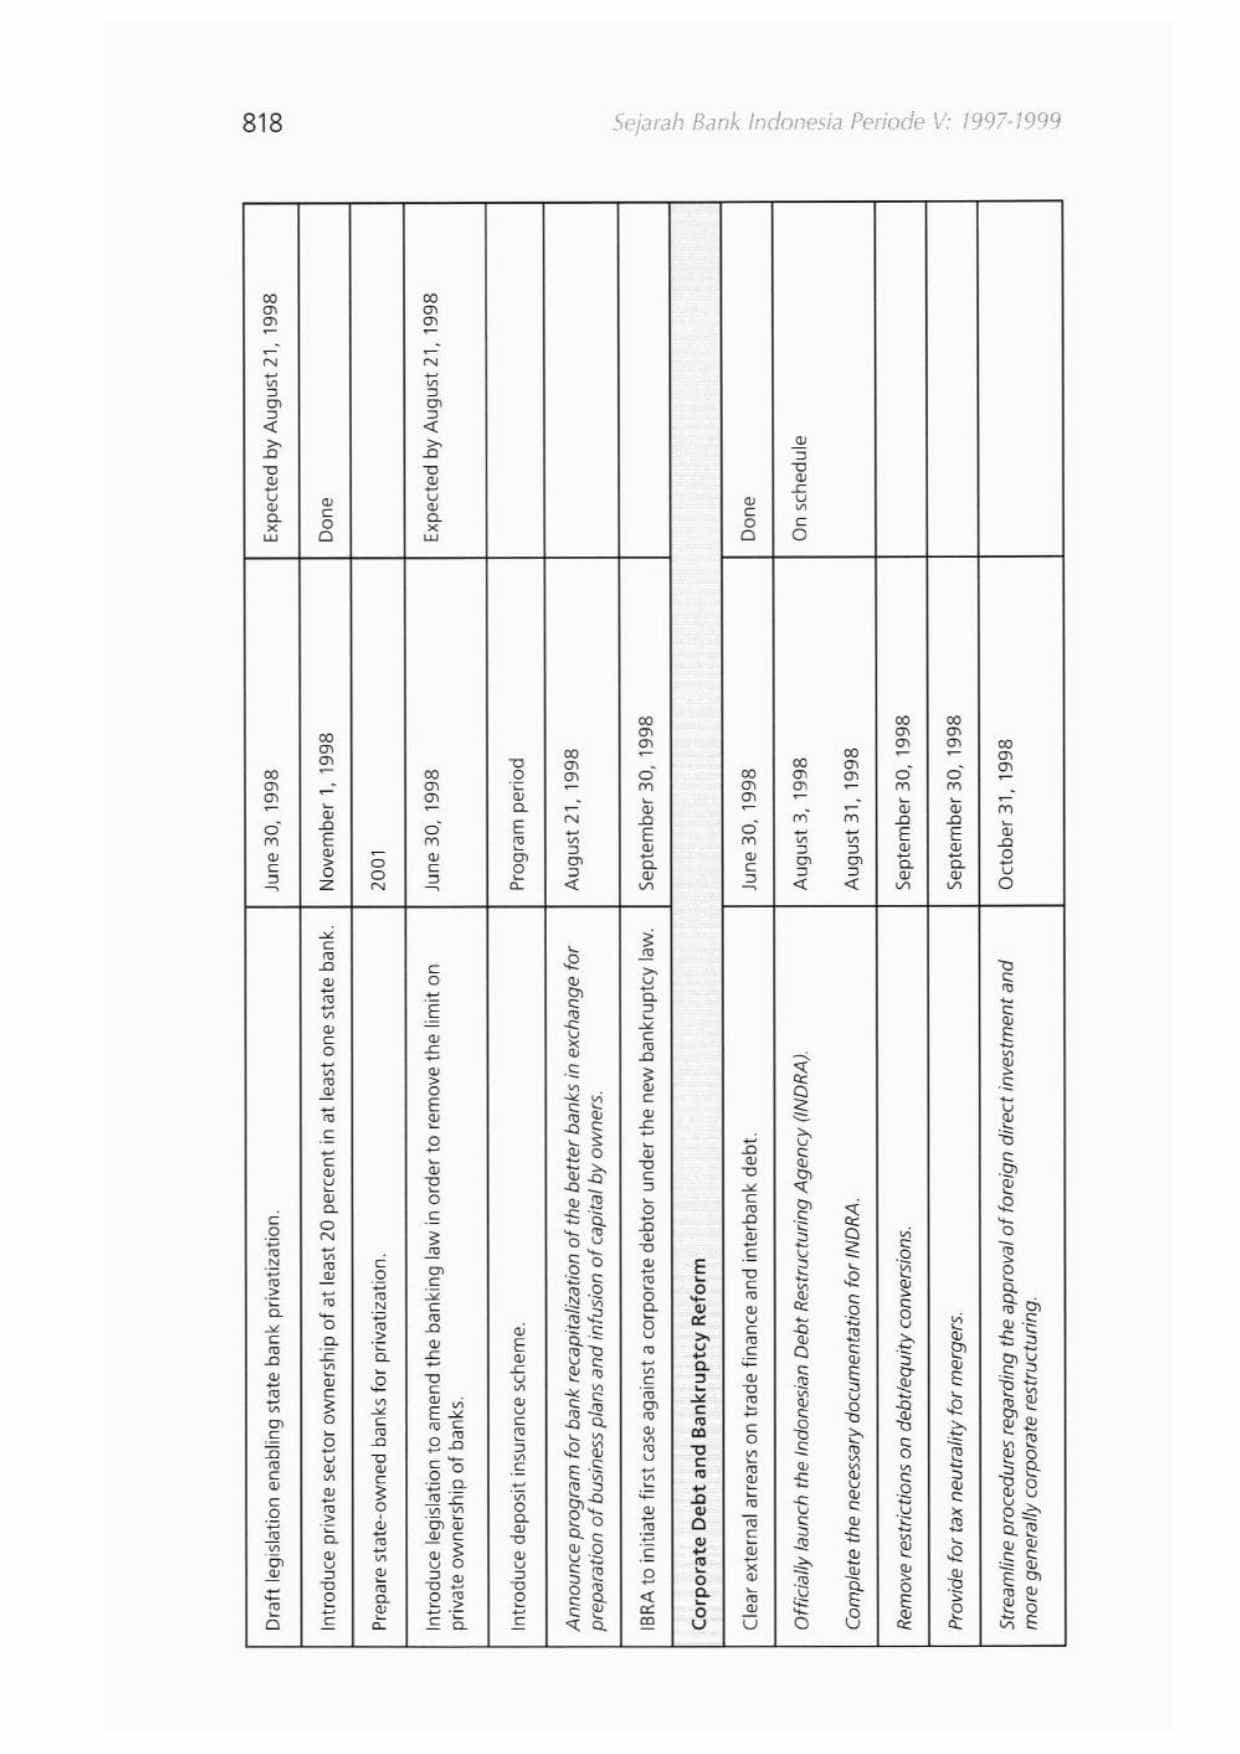 818
Sejarah Bank Indonesia Periode V: 1997-1999
Draft legislation enabling state bank privatization. June 30, 1998 Expected by August 21, 1998
Introduce private sector ownership of at least 20 percent in at least one state bank. November 1, 1998 Done
Prepare state-owned banks for privatization. 2001
Introduce legislation to amend the banking law in order to remove the limit on June 30, 1998 Expected by August 21, 1998
private ownership of banks.
Introduce deposit insurance scheme. Program period
Announce program for bank recapitalization of the better banks in exchange for August 21, 1998
preparation of business plans and infusion of capital by owners.
IBRA to initiate first case against a corporate debtor under the new bankruptcy law. September 30, 1998
Corporate Debt and Bankruptcy Reform
Clear external arrears on trade finance and interbank debt. June 30, 1998 Done
Officially launch the Indonesian Debt Restructuring Agency (INDRA). August 3, 1998 On schedule
Complete the necessary documentation for INDRA. August 31, 1998
Remove restrictions on debt/equity conversions. September 30, 1998
Provide for tax neutrality for mergers. September 30, 1998
Streamline procedures regarding the approval of foreign direct investment and October 31, 1998
more generally corporate restructuring.